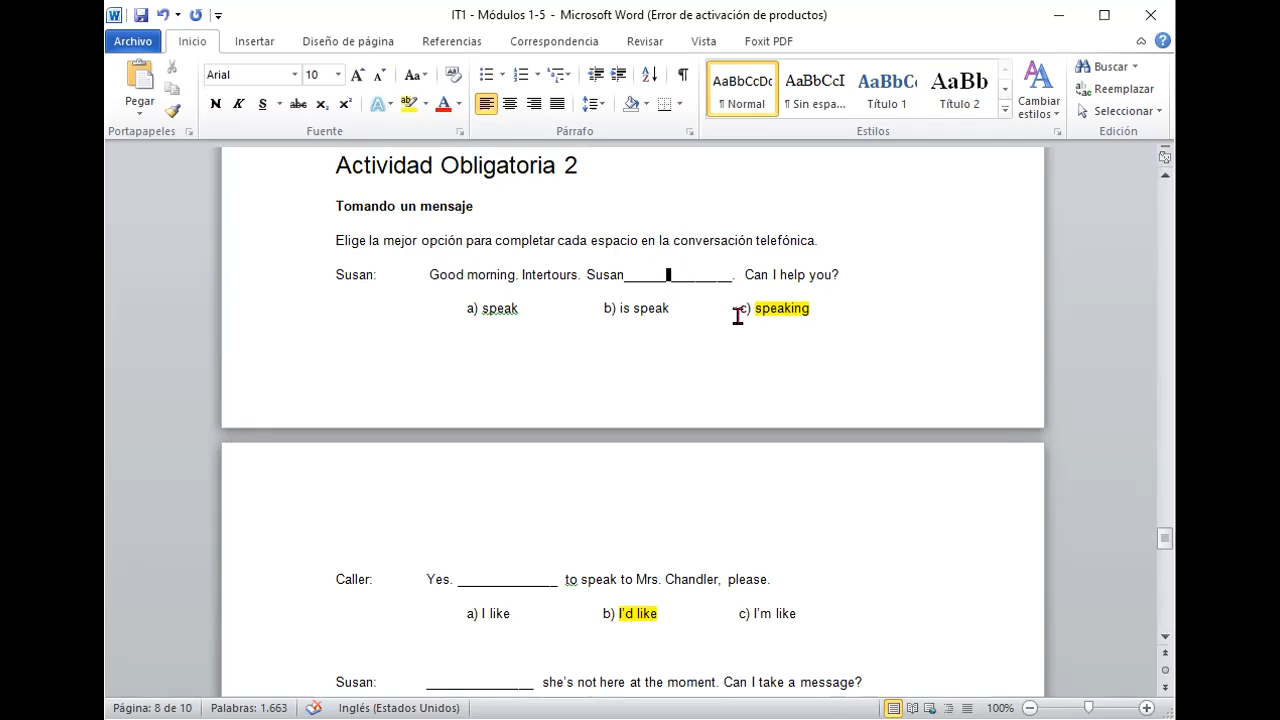 IT1 - Módulos 1-5 - Microsoft Word (Error de activación de productos)
Archivo Inicio Insertar Diseño de página Referencias Correspondencia Revisar Vista Foxit PDF
Pegar
Arial 10
Aa
N K S abc x₂ x²
A ab A
AaBbCcDc AaBbCcI AaBbC AaBb
¶ Normal ¶ Sin espa... Título 1 Título 2
Cambiar estilos
Buscar
Reemplazar
Seleccionar
Portapapeles Fuente Párrafo Estilos Edición
Actividad Obligatoria 2
Tomando un mensaje
Elige la mejor opción para completar cada espacio en la conversación telefónica.
Susan: Good morning. Intertours. Susan______________. Can I help you?
a) speak b) is speak c) speaking
Caller: Yes. _____________ to speak to Mrs. Chandler, please.
a) I like b) I'd like c) I'm like
Susan: ______________ she's not here at the moment. Can I take a message?
Página: 8 de 10 Palabras: 1.663 Inglés (Estados Unidos) 100%